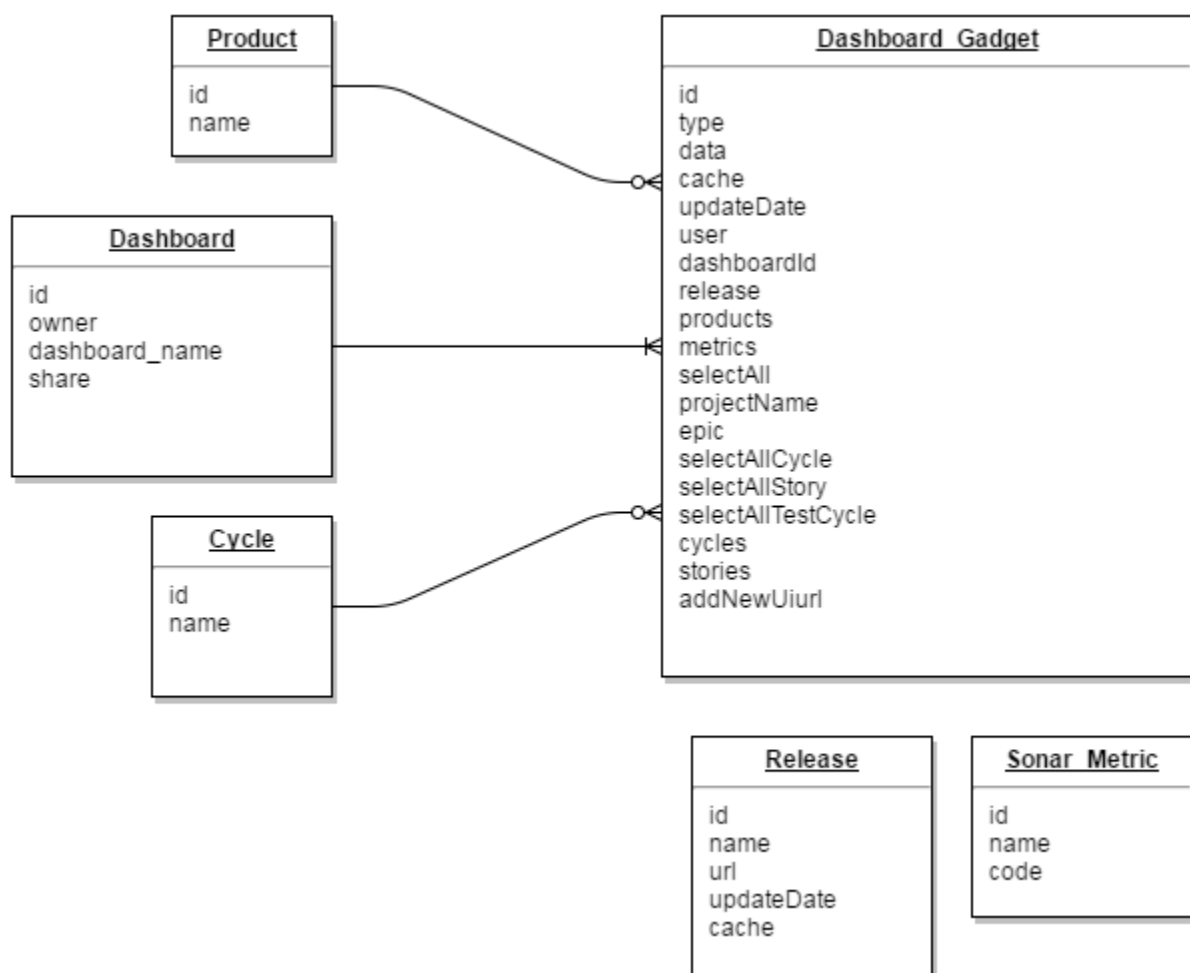 Product
id
name
Dashboard
id
owner
dashboard_name
share
Cycle
id
name
Dashboard_Gadget
id
type
data
cache
updateDate
user
dashboardId
release
products
metrics
selectAll
projectName
epic
selectAllCycle
selectAllStory
selectAllTestCycle
cycles
stories
addNewUiurl
Release
id
name
url
updateDate
cache
Sonar_Metric
id
name
code